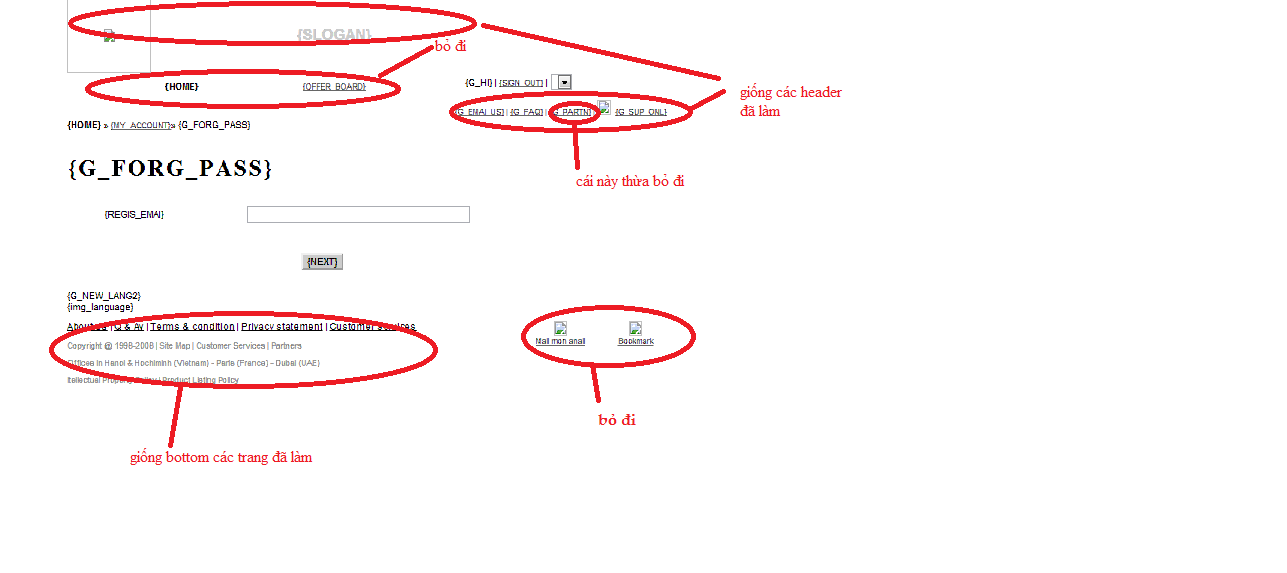 {SLOGAN}
bỏ đi
{HOME} {OFFER_BOARD}
{G_HI} | {SIGN_OUT} |
giống các header
đã làm
{G_EMAI_US} | {G_FAQ} | {G_PARTN} {G_SUP_ONL}
{HOME} » {MY_ACCOUNT}» {G_FORG_PASS}
{G_FORG_PASS}
cái này thừa bỏ đi
{REGIS_EMAI}
{NEXT}
{G_NEW_LANG2}
{img_language}
About us | Q & Av | Terms & condition | Privacy statement | Customer services
Copyright @ 1998-2008 | Site Map | Customer Services | Partners
Mail mon anail Bookmark
Offices in Hanoi & Hochiminh (Vietnam) - Paris (France) - Dubai (UAE)
Itellectual Property Policy | Product Listing Policy
bỏ đi
giống bottom các trang đã làm